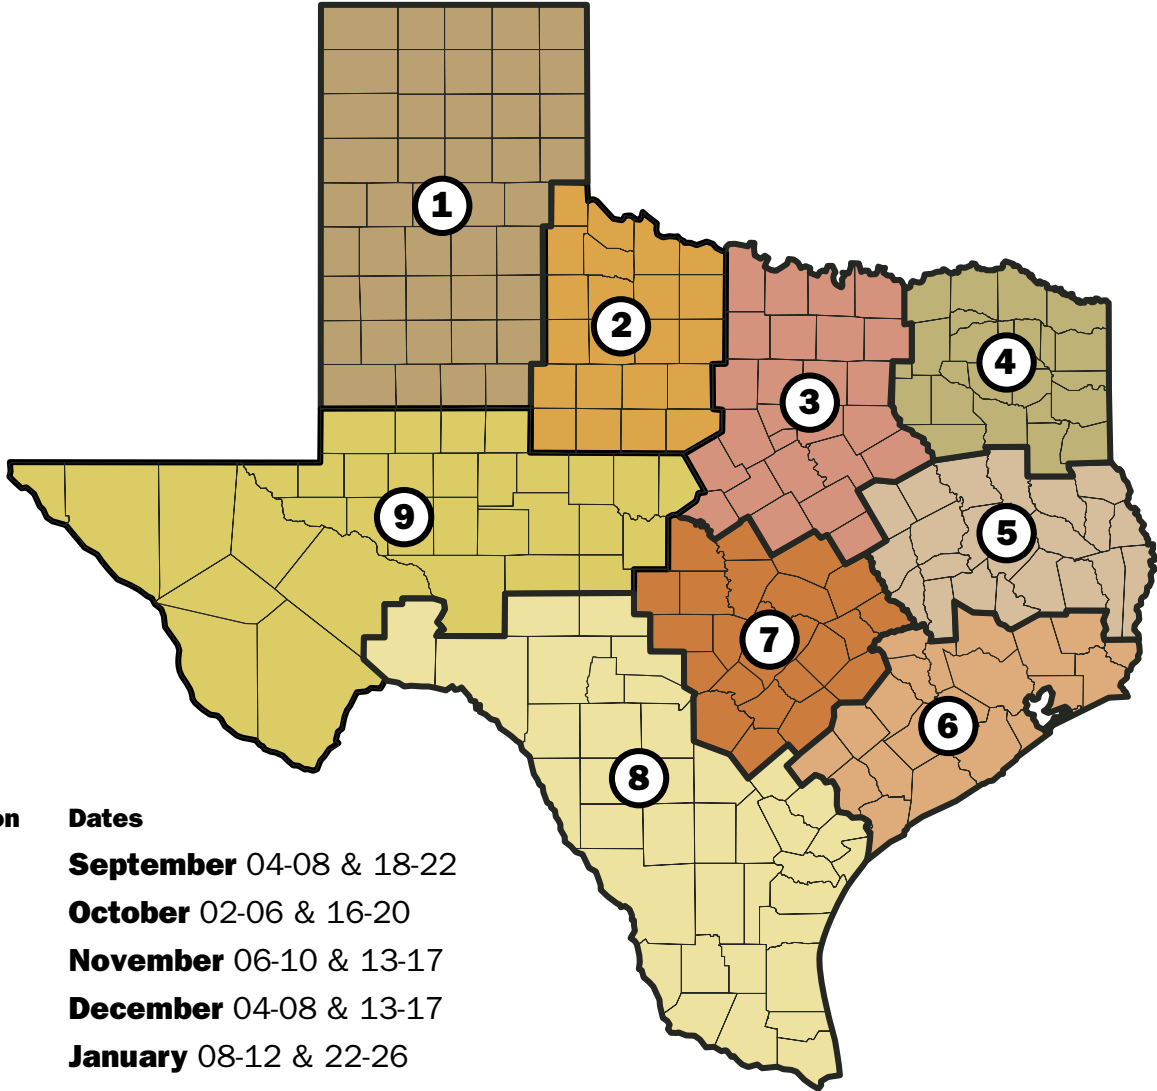 1
2
3
4
5
9
7
6
8
on Dates
September 04-08 & 18-22
October 02-06 & 16-20
November 06-10 & 13-17
December 04-08 & 13-17
January 08-12 & 22-26